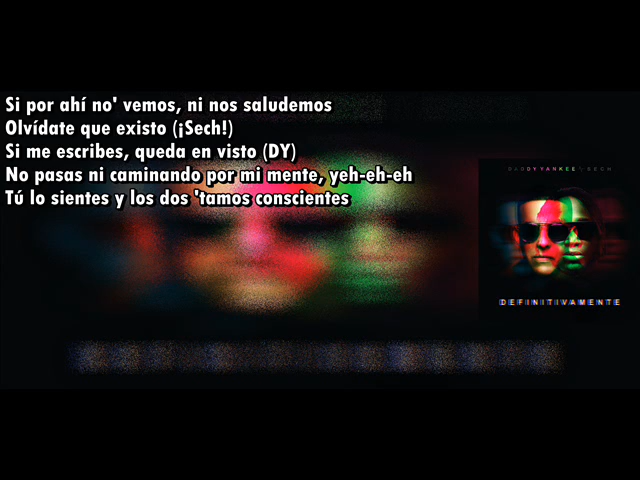 Si por ahí no' vemos, ni nos saludemos
Olvídate que existo (¡Sech!)
Si me escribes, queda en visto (DY)
No pasas ni caminando por mi mente, yeh-eh-eh
Tú lo sientes y los dos 'tamos conscientes
DADDY YANKEE SECH
DEFINITIVAMENTE